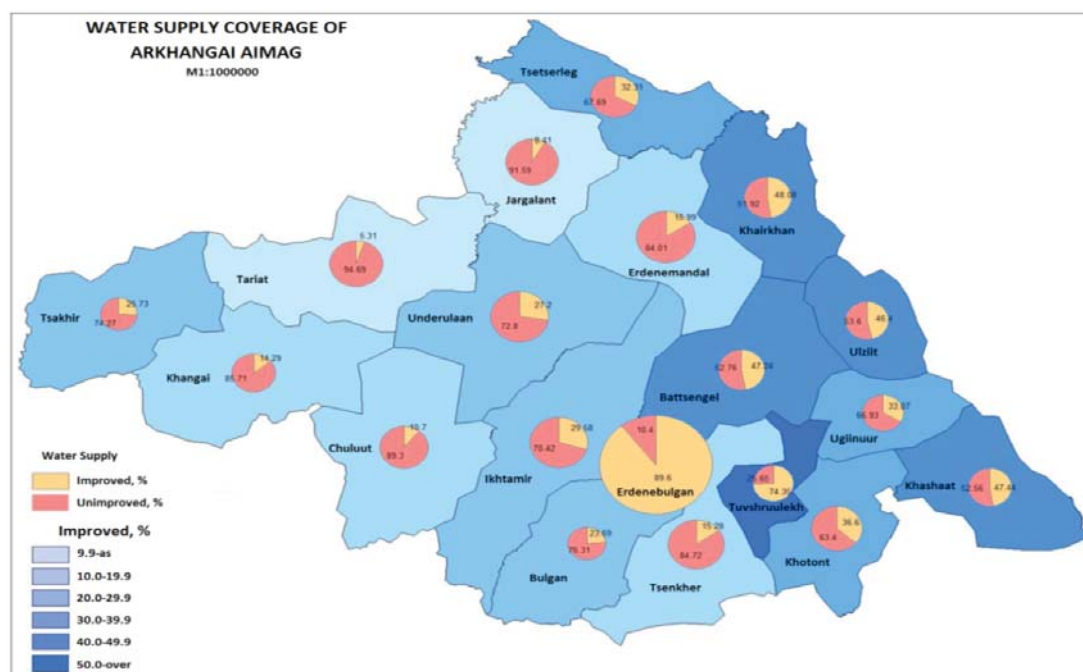 WATER SUPPLY COVERAGE OF
ARKHANGAI AIMAG
M1:1000000
Tsetserleg
32.31
67.69
8.41
91.59
Jargalant
48.08
51.92
Khairkhan
15.99
84.01
Erdenemandal
5.31
94.69
Tariat
25.73
74.27
Tsakhir
27.2
72.8
Underulaan
46.4
53.6
Ulziit
14.29
85.71
Khangai
47.24
52.76
Battsengel
33.07
66.93
Ugiinuur
10.7
89.3
Chuluut
29.58
70.42
Ikhtamir
10.4
89.6
Erdenebulgan
74.35
Tuvshruulekh
47.44
52.56
Khashaat
36.6
63.4
Khotont
23.69
76.31
Bulgan
15.28
84.72
Tsenkher
Water Supply
Improved, %
Unimproved, %
Improved, %
9.9-as
10.0-19.9
20.0-29.9
30.0-39.9
40.0-49.9
50.0-over